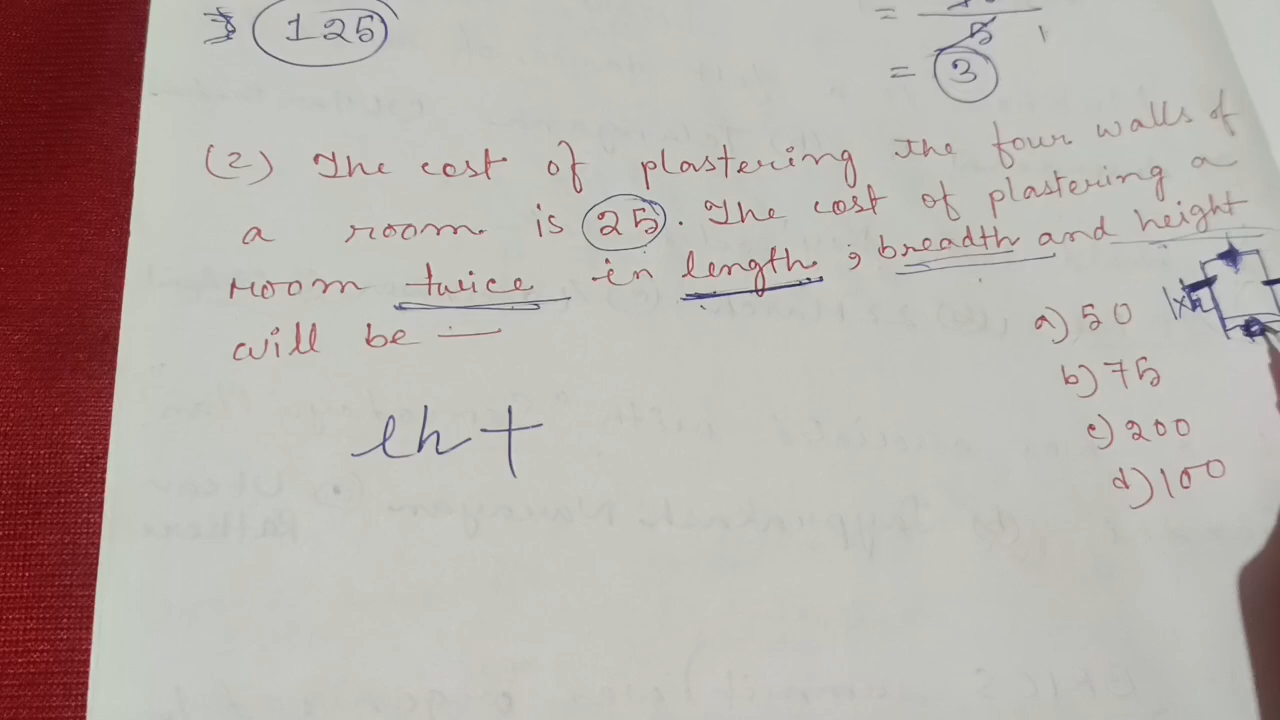 125
=
5
= 3
(2) The cost of plastering the four walls of
a room is 25. The cost of plastering a
room twice in length, breadth and height
will be —
a) 50
b) 75
c) 200
d) 100
lh +